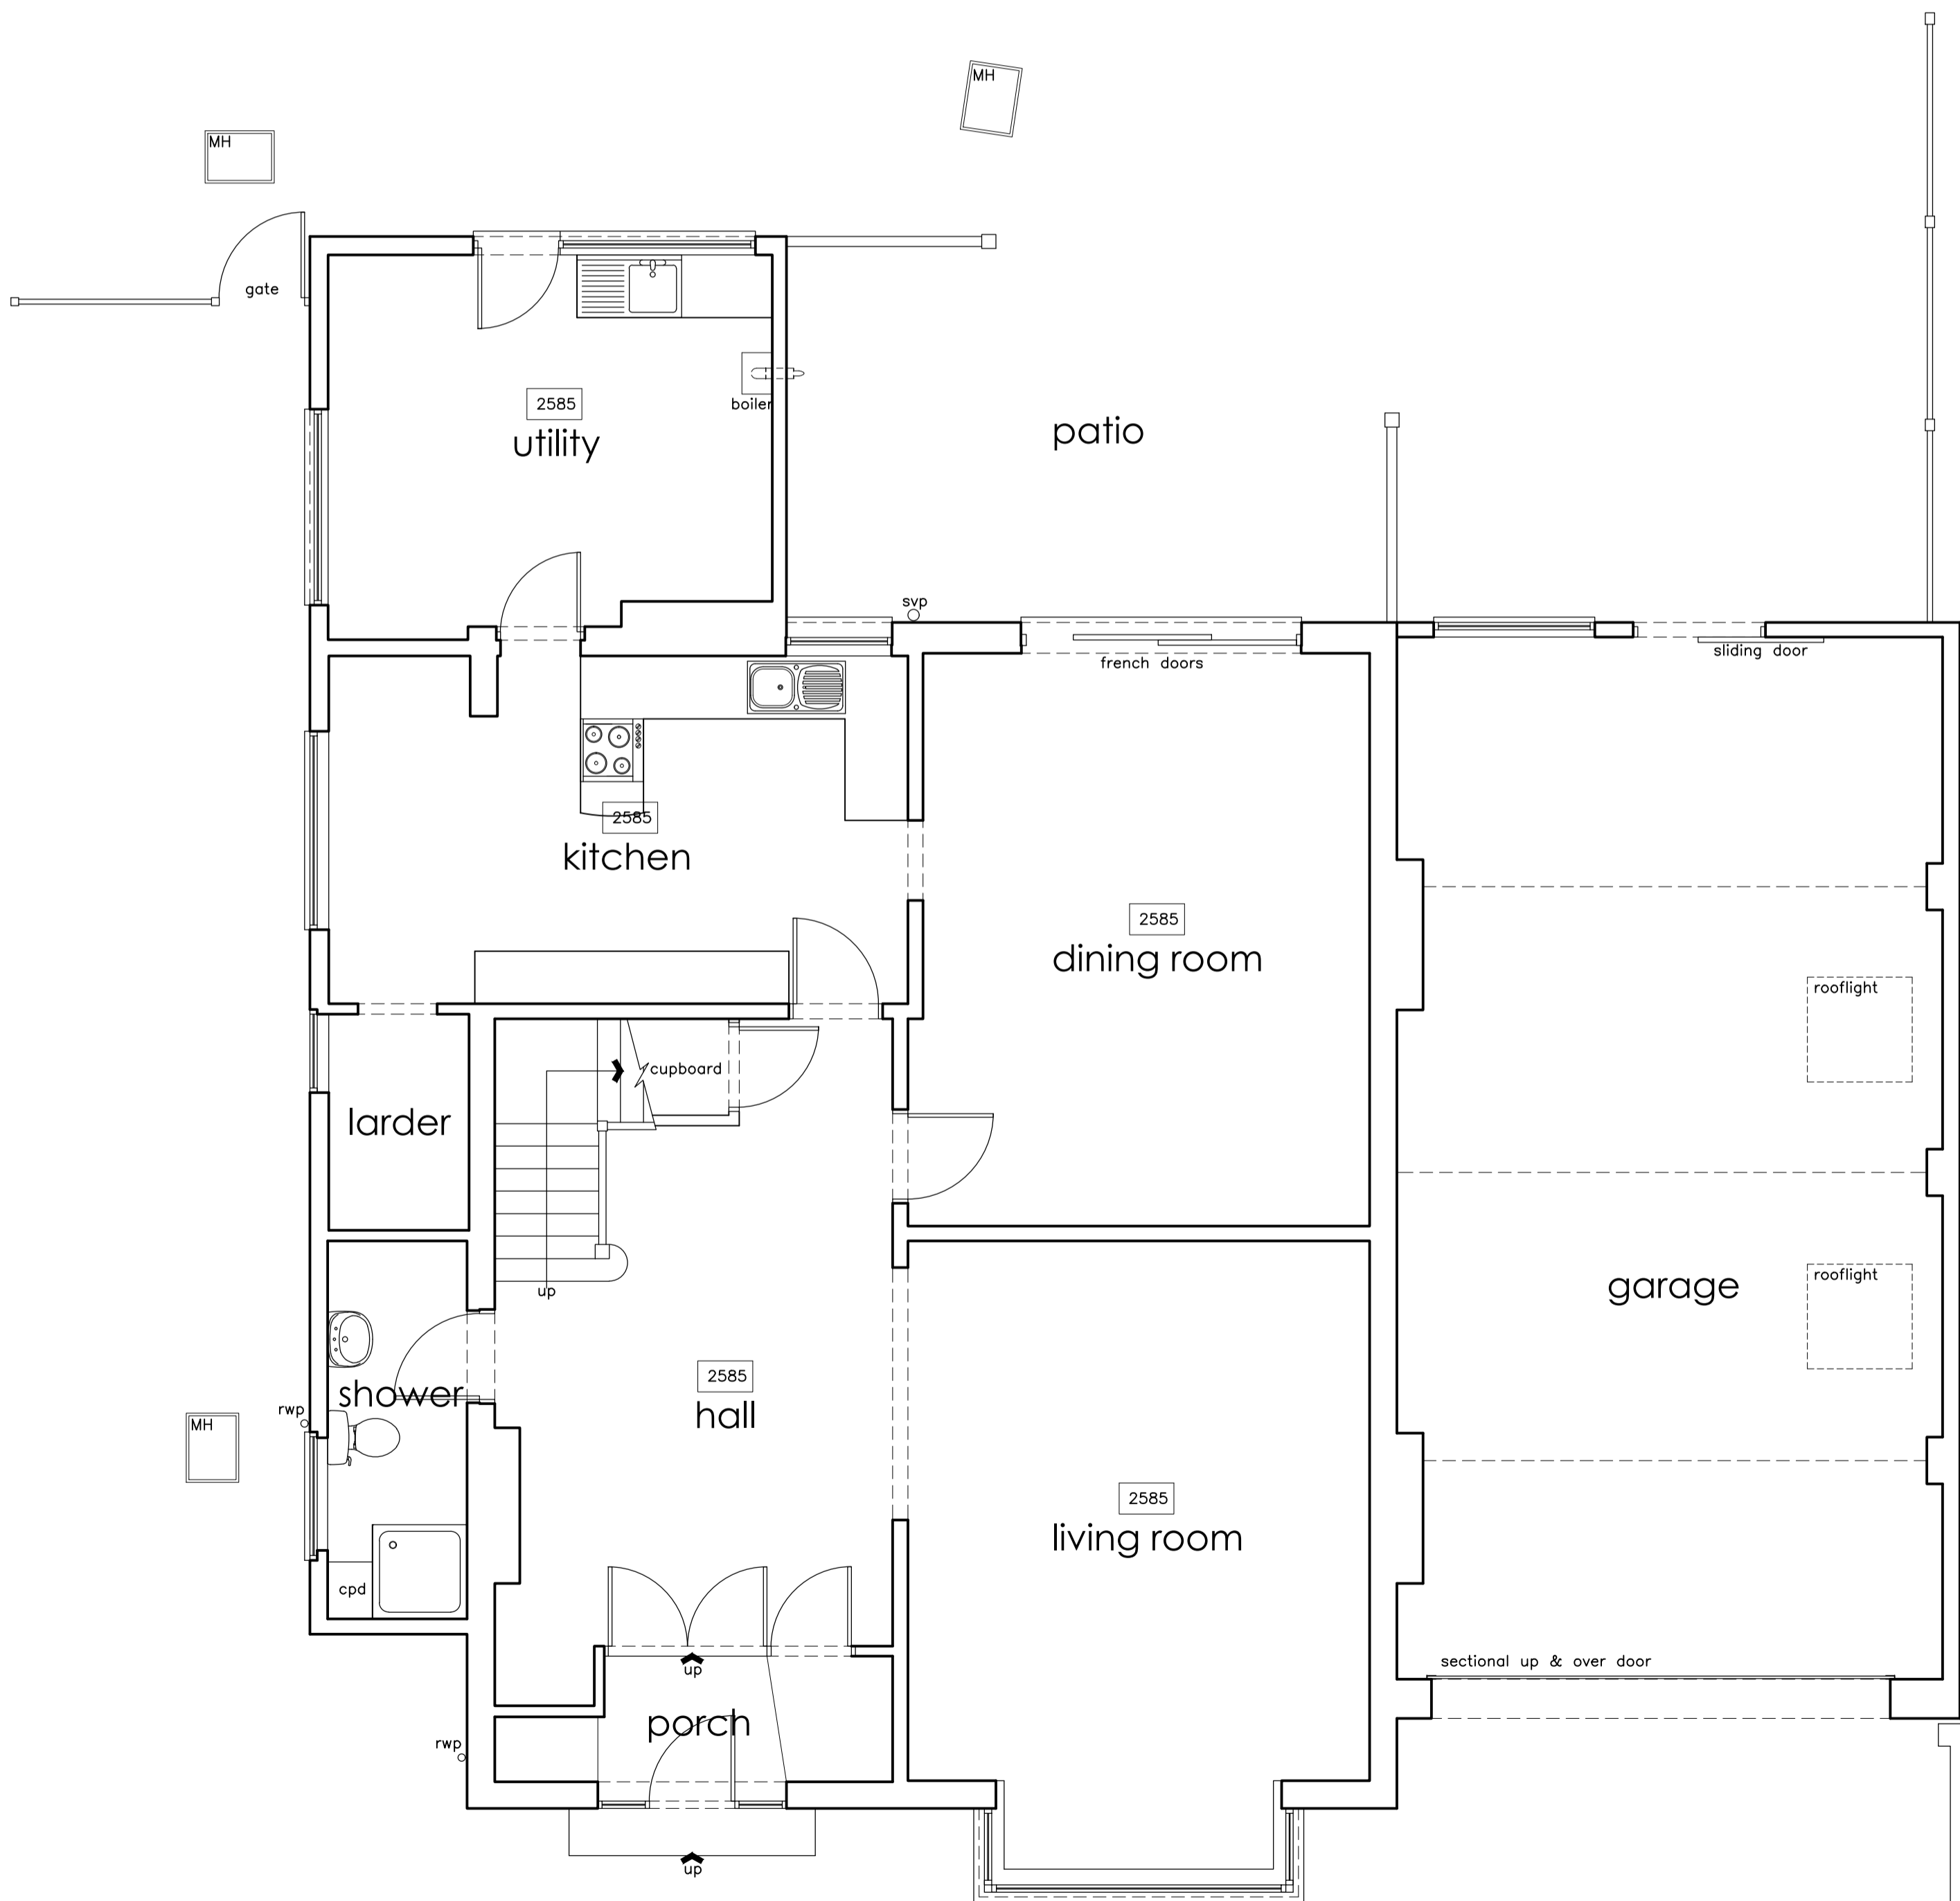 MH
MH
gate
2585
utility
boiler
patio
svp
french doors
sliding door
2585
kitchen
2585
dining room
rooflight
cupboard
larder
up
rooflight
garage
2585
hall
shower
rwp
MH
2585
living room
cpd
sectional up & over door
up
porch
rwp
up